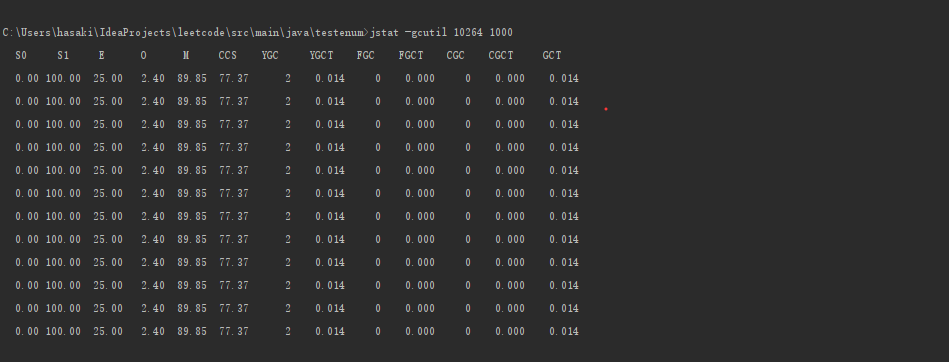 C:\Users\hasaki\IdeaProjects\leetcode\src\main\java\testenum>jstat -gcutil 10264 1000
S0 S1 E O M CCS YGC YGCT FGC FGCT CGC CGCT GCT
0.00 100.00 25.00 2.40 89.85 77.37 2 0.014 0 0.000 0 0.000 0.014
0.00 100.00 25.00 2.40 89.85 77.37 2 0.014 0 0.000 0 0.000 0.014
0.00 100.00 25.00 2.40 89.85 77.37 2 0.014 0 0.000 0 0.000 0.014
0.00 100.00 25.00 2.40 89.85 77.37 2 0.014 0 0.000 0 0.000 0.014
0.00 100.00 25.00 2.40 89.85 77.37 2 0.014 0 0.000 0 0.000 0.014
0.00 100.00 25.00 2.40 89.85 77.37 2 0.014 0 0.000 0 0.000 0.014
0.00 100.00 25.00 2.40 89.85 77.37 2 0.014 0 0.000 0 0.000 0.014
0.00 100.00 25.00 2.40 89.85 77.37 2 0.014 0 0.000 0 0.000 0.014
0.00 100.00 25.00 2.40 89.85 77.37 2 0.014 0 0.000 0 0.000 0.014
0.00 100.00 25.00 2.40 89.85 77.37 2 0.014 0 0.000 0 0.000 0.014
0.00 100.00 25.00 2.40 89.85 77.37 2 0.014 0 0.000 0 0.000 0.014
0.00 100.00 25.00 2.40 89.85 77.37 2 0.014 0 0.000 0 0.000 0.014